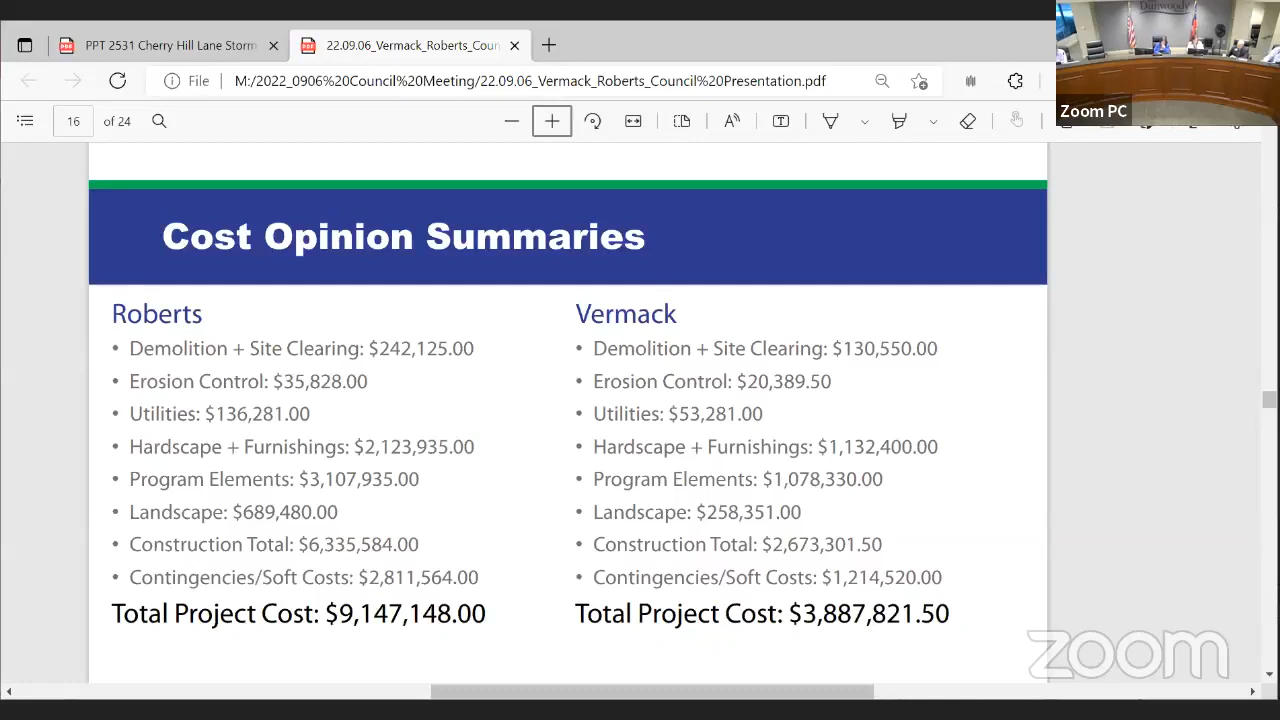 Dunwoody
PPT 2531 Cherry Hill Lane Storm
22.09.06_Vermack_Roberts_Coun
File
M:/2022_0906%20Council%20Meeting/22.09.06_Vermack_Roberts_Council%20Presentation.pdf
Zoom PC
16 of 24
Cost Opinion Summaries
Roberts
• Demolition + Site Clearing: $242,125.00
• Erosion Control: $35,828.00
• Utilities: $136,281.00
• Hardscape + Furnishings: $2,123,935.00
• Program Elements: $3,107,935.00
• Landscape: $689,480.00
• Construction Total: $6,335,584.00
• Contingencies/Soft Costs: $2,811,564.00
Total Project Cost: $9,147,148.00
Vermack
• Demolition + Site Clearing: $130,550.00
• Erosion Control: $20,389.50
• Utilities: $53,281.00
• Hardscape + Furnishings: $1,132,400.00
• Program Elements: $1,078,330.00
• Landscape: $258,351.00
• Construction Total: $2,673,301.50
• Contingencies/Soft Costs: $1,214,520.00
Total Project Cost: $3,887,821.50
zoom